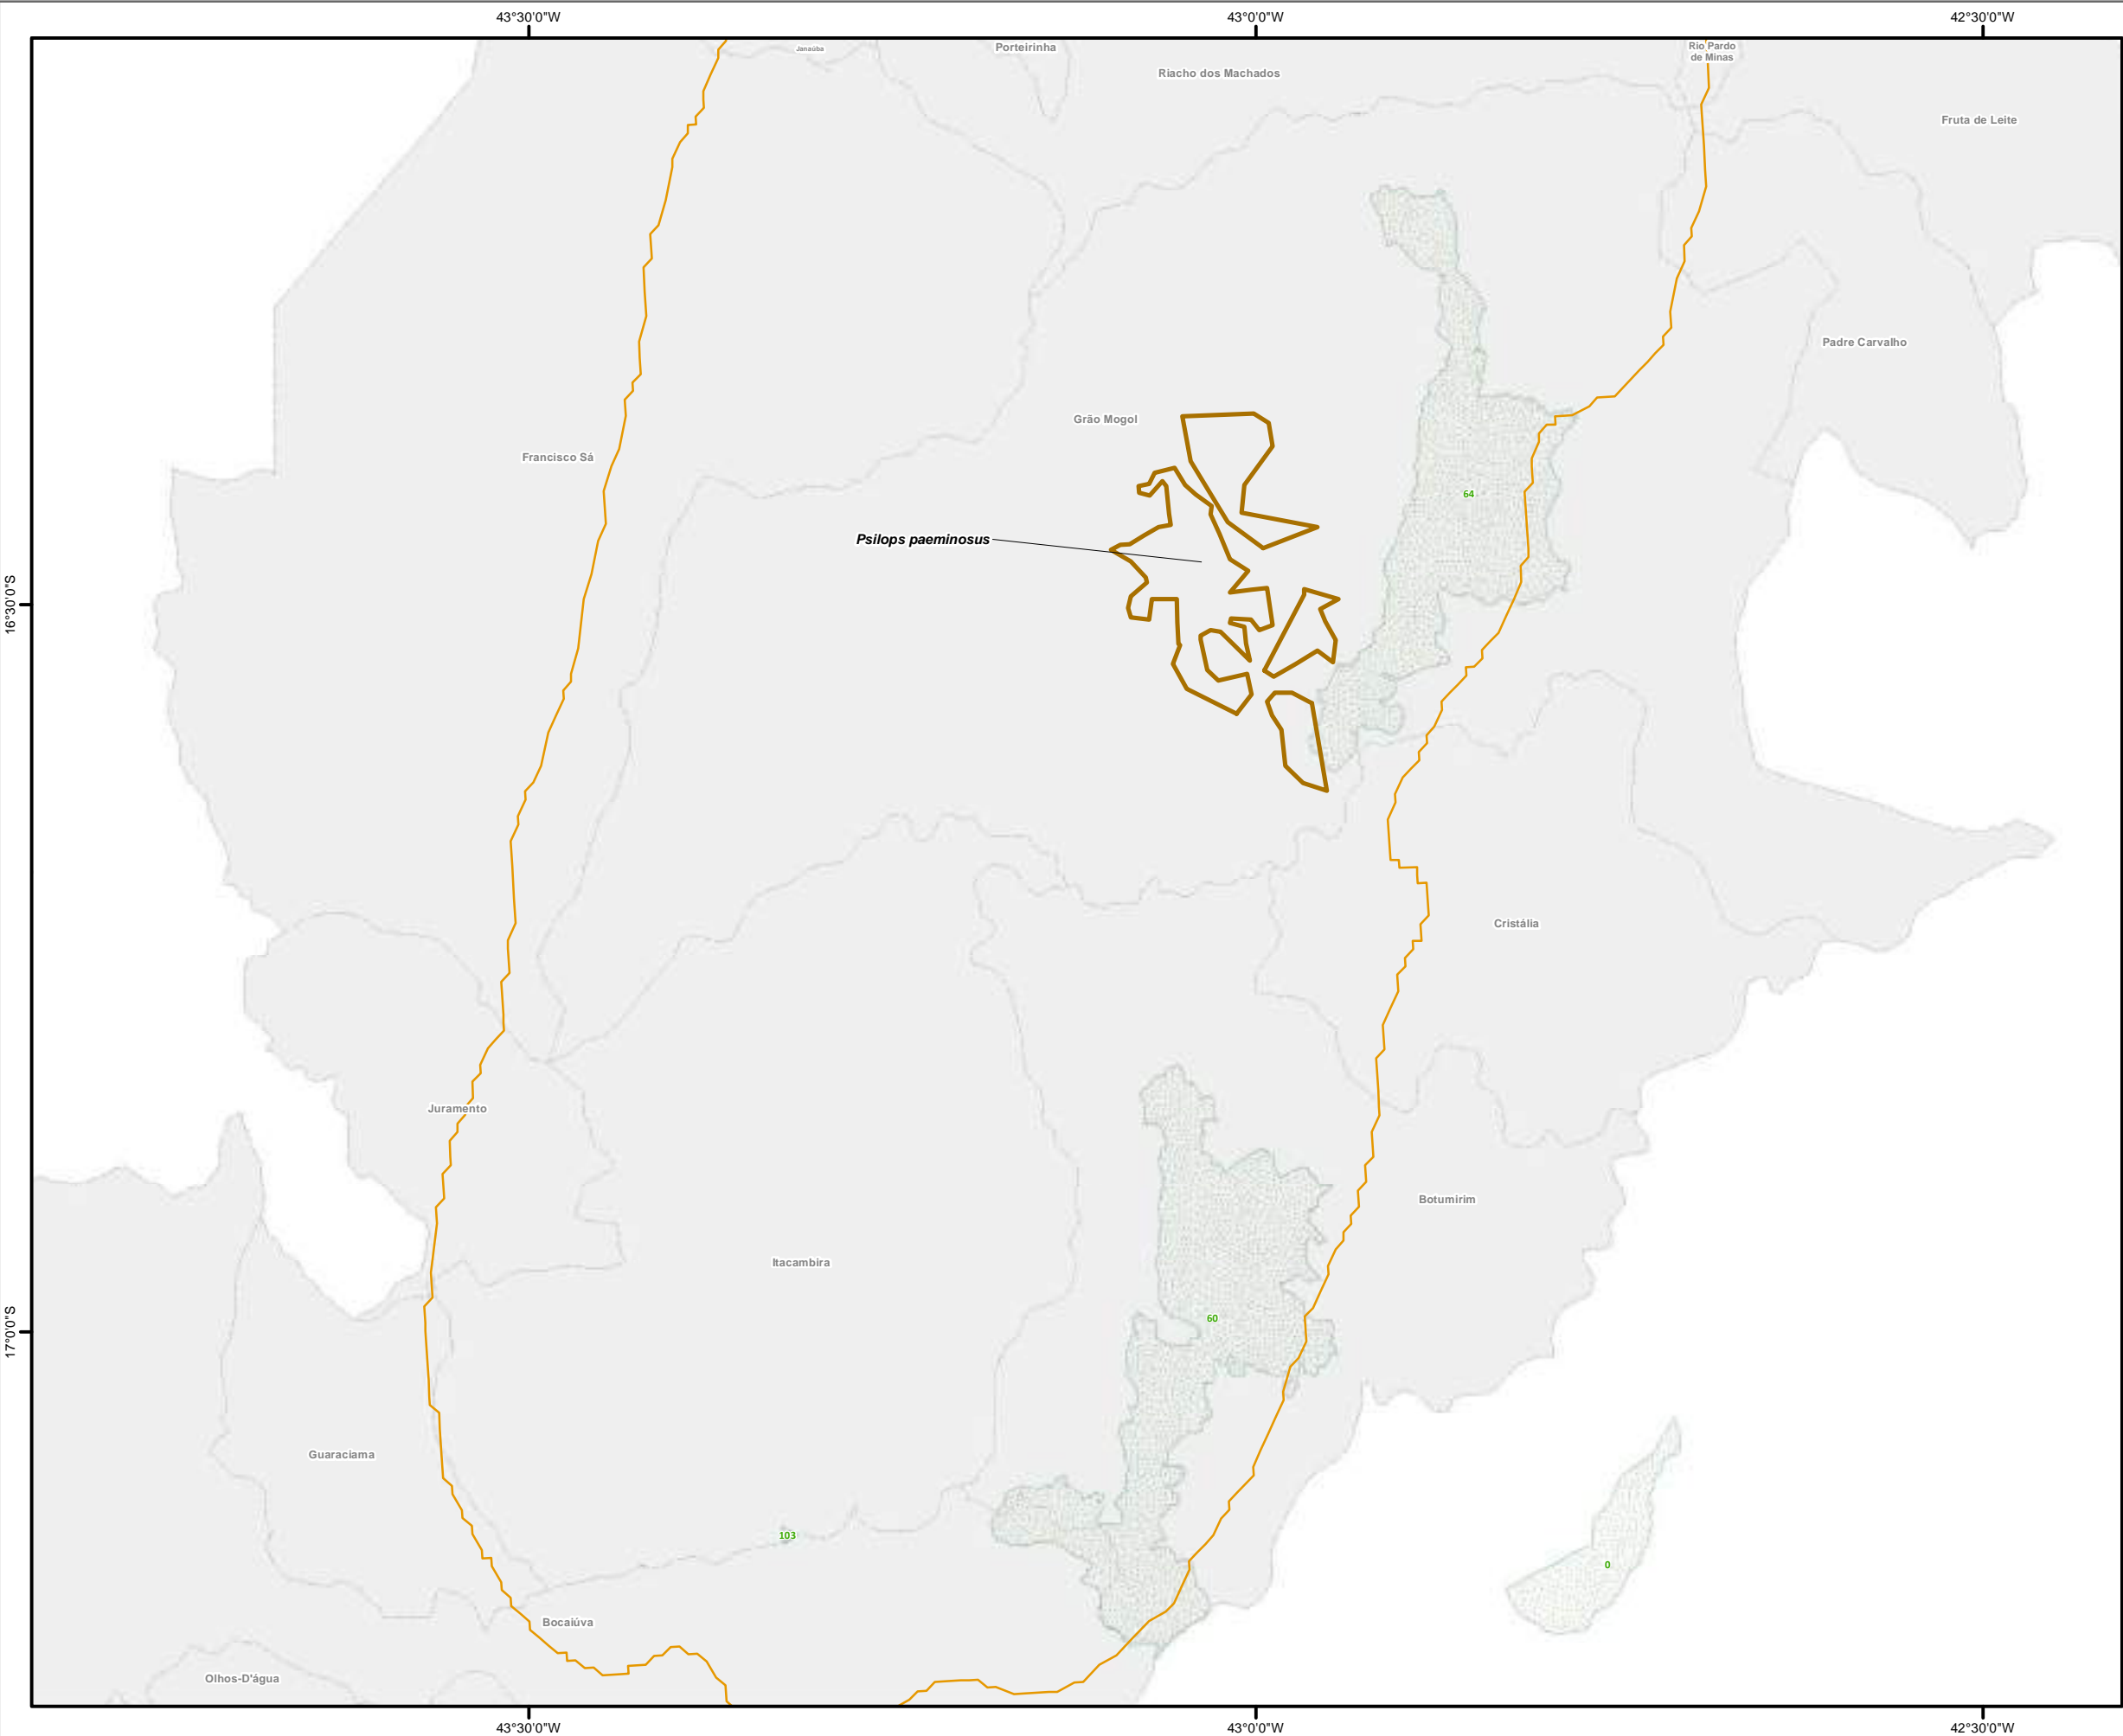 43°30'0"W
43°0'0"W
42°30'0"W
Janaúba
Porteirinha
Riacho dos Machados
Rio Pardo
de Minas
Fruta de Leite
Padre Carvalho
Grão Mogol
Francisco Sá
64
Psilops paeminosus
16°30'0"S
Cristália
Juramento
Botumirim
Itacambira
60
17°0'0"S
Guaraciama
103
0
Bocaiúva
Olhos-D'água
43°30'0"W
43°0'0"W
42°30'0"W